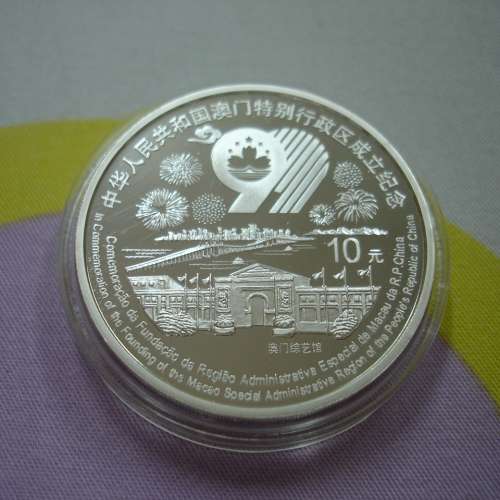 中华人民共和国澳门特别行政区成立纪念
99
10元
澳门综艺馆
Comemoração da Fundação da Região Administrativa Especial de Macau da R.P.China
In Commemoration of the Founding of the Macao Special Administrative Region of the People's Republic of China